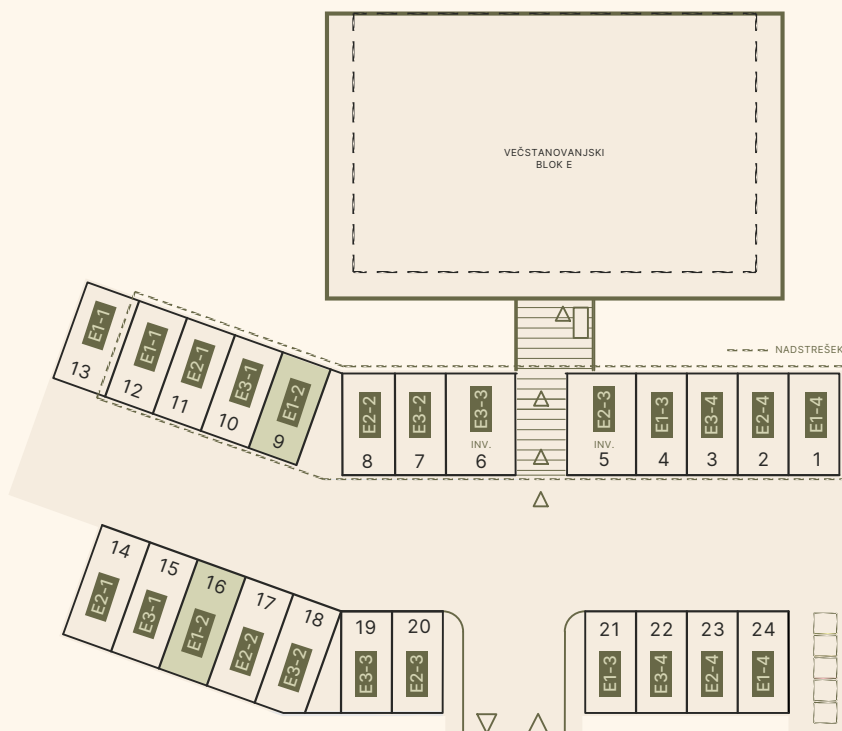 VEČSTANOVANJSKI
BLOK E
NADSTREŠEK
E1-1
13
E1-1
12
E2-1
11
E3-1
10
E1-2
9
E2-2
8
E3-2
7
E3-3
INV.
6
E2-3
INV.
5
E1-3
4
E3-4
3
E2-4
2
E1-4
1
14
E2-1
15
E3-1
16
E1-2
17
E2-2
18
E3-2
19
E3-3
20
E2-3
21
E1-3
22
E3-4
23
E2-4
24
E1-4